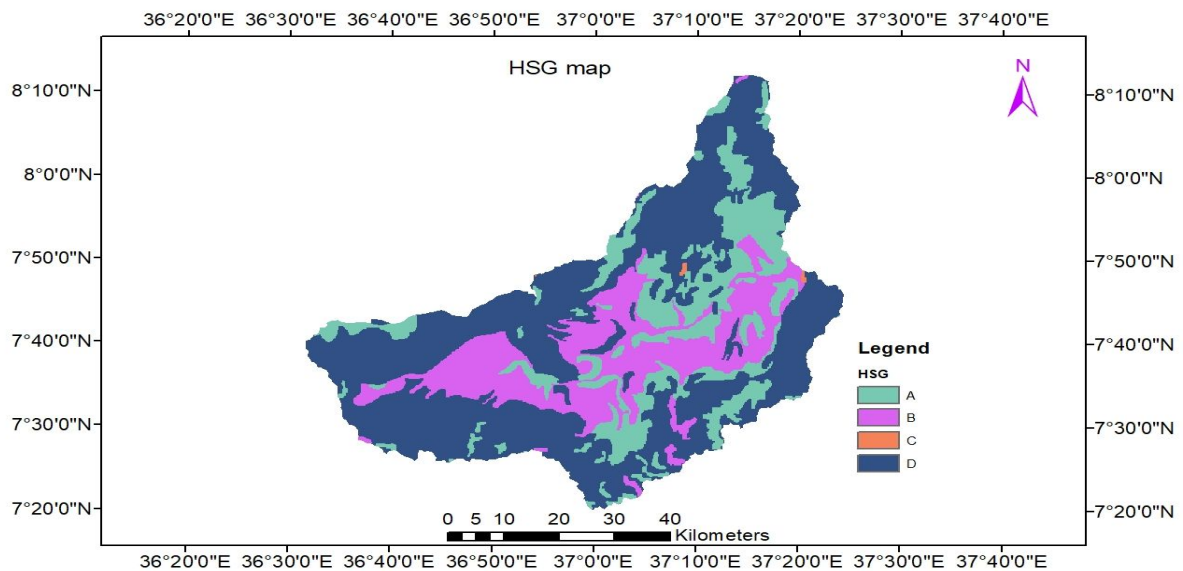 36°20'0"E 36°30'0"E 36°40'0"E 36°50'0"E 37°0'0"E 37°10'0"E 37°20'0"E 37°30'0"E 37°40'0"E
HSG map
N
8°10'0"N 8°10'0"N
8°0'0"N 8°0'0"N
7°50'0"N 7°50'0"N
7°40'0"N 7°40'0"N
Legend
HSG
A
B
C
D
7°30'0"N 7°30'0"N
7°20'0"N 7°20'0"N
0 5 10 20 30 40
Kilometers
36°20'0"E 36°30'0"E 36°40'0"E 36°50'0"E 37°0'0"E 37°10'0"E 37°20'0"E 37°30'0"E 37°40'0"E